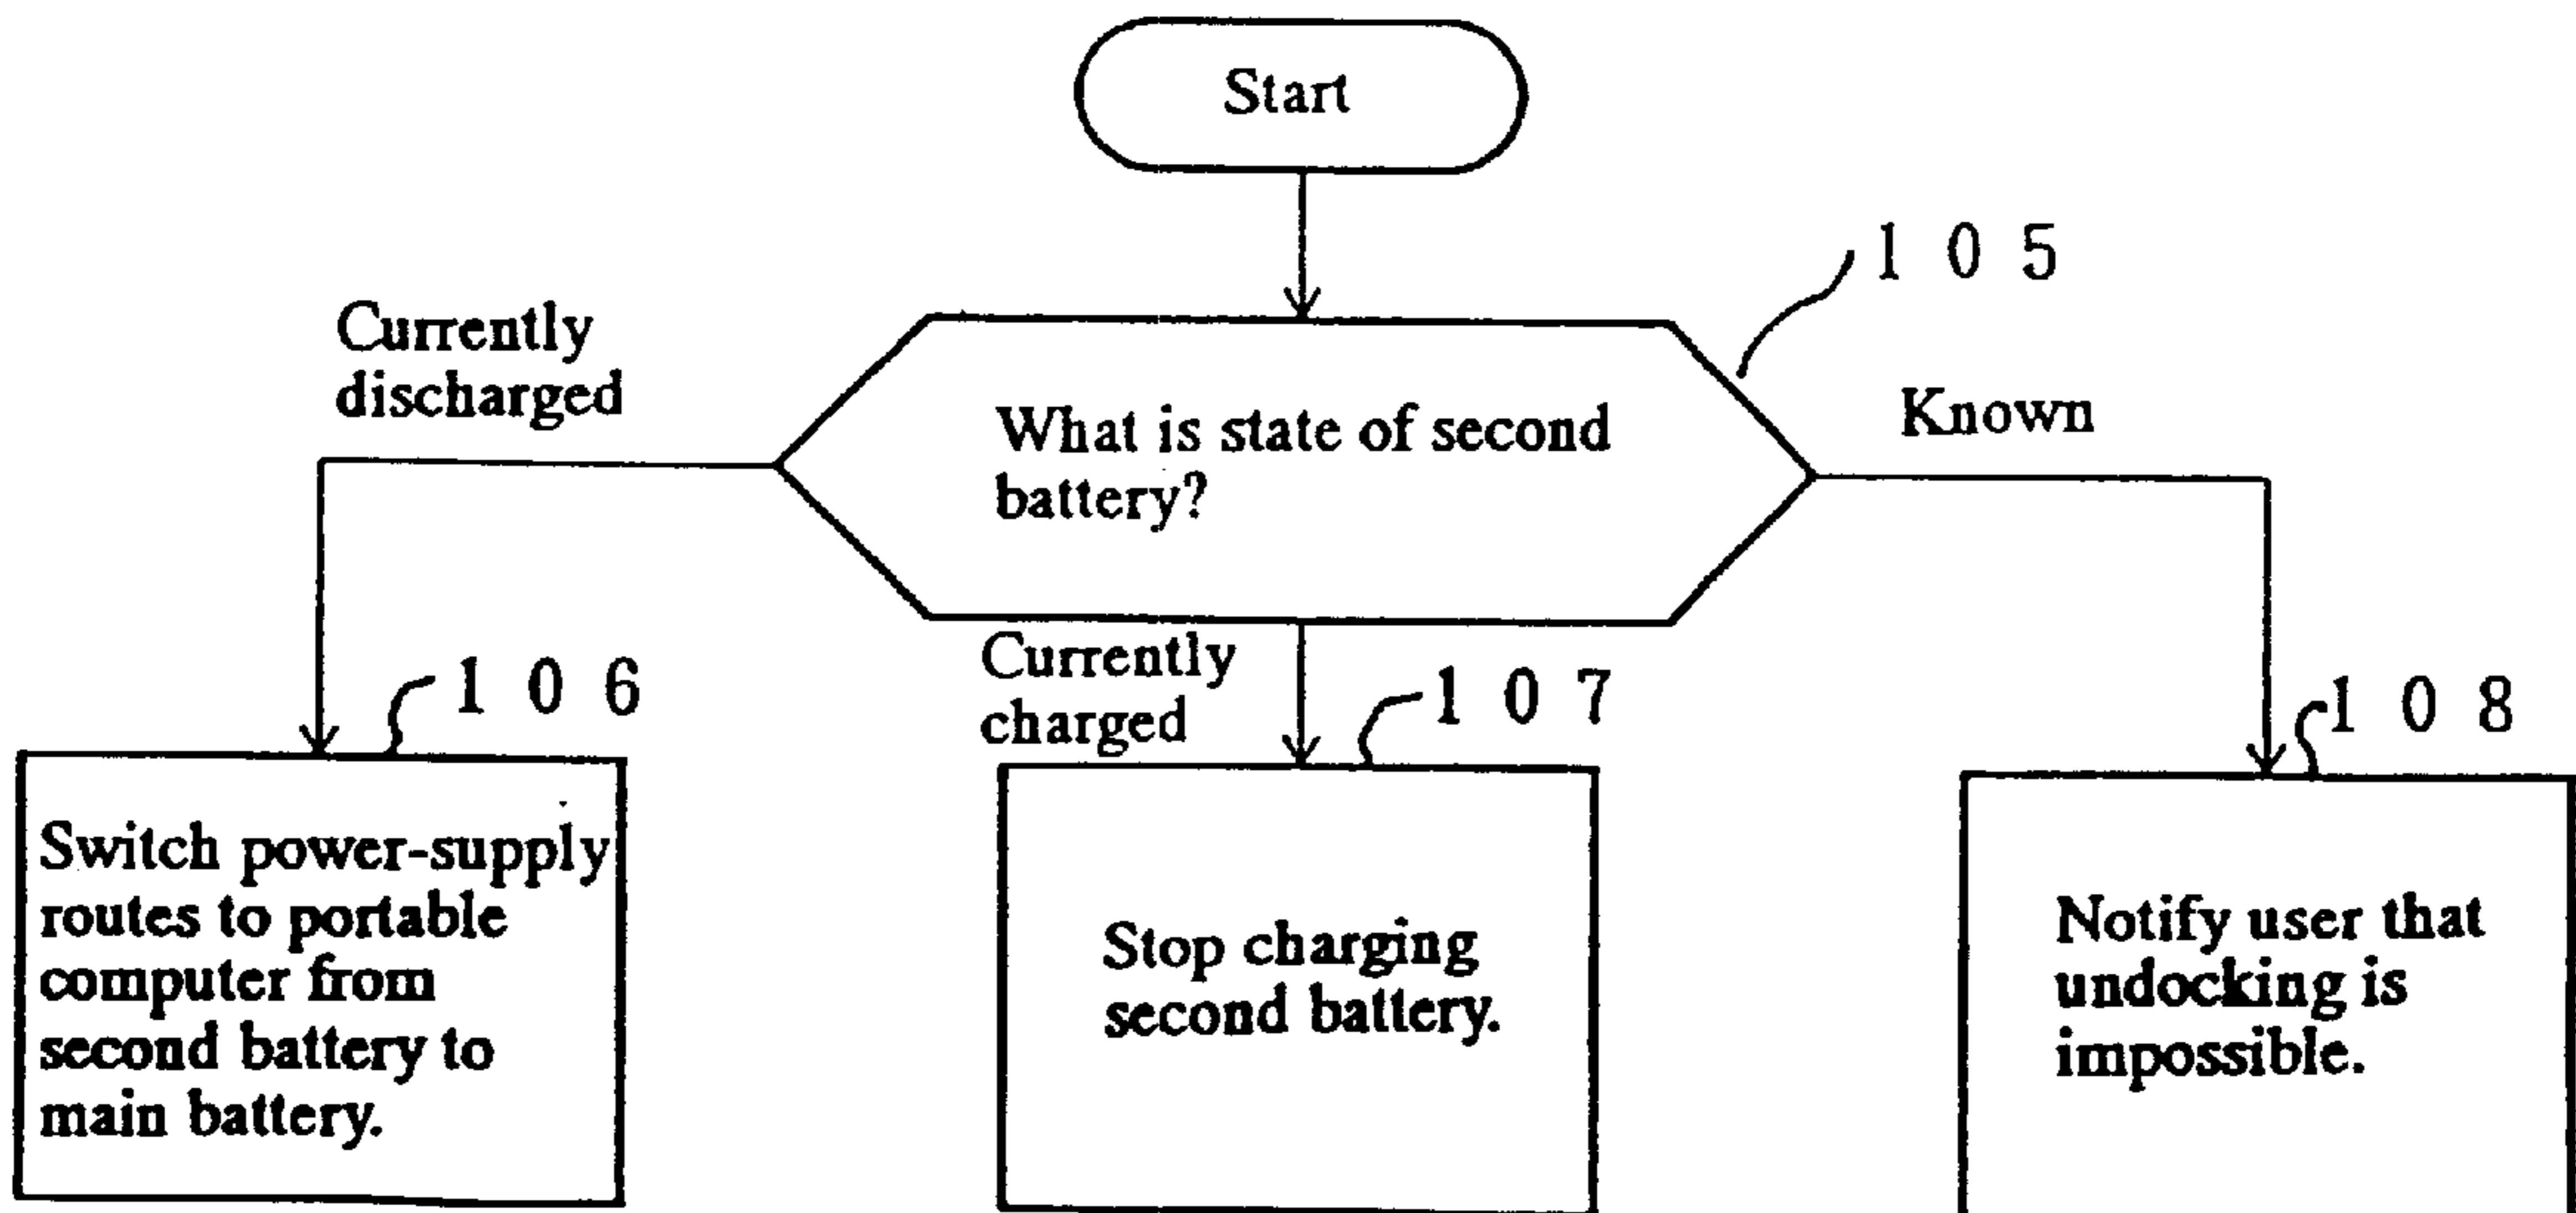 Start
1 0 5
Currently
discharged
Known
What is state of second
battery?
Currently
charged
1 0 6
1 0 7
1 0 8
Switch power-supply
routes to portable
computer from
second battery to
main battery.
Stop charging
second battery.
Notify user that
undocking is
impossible.